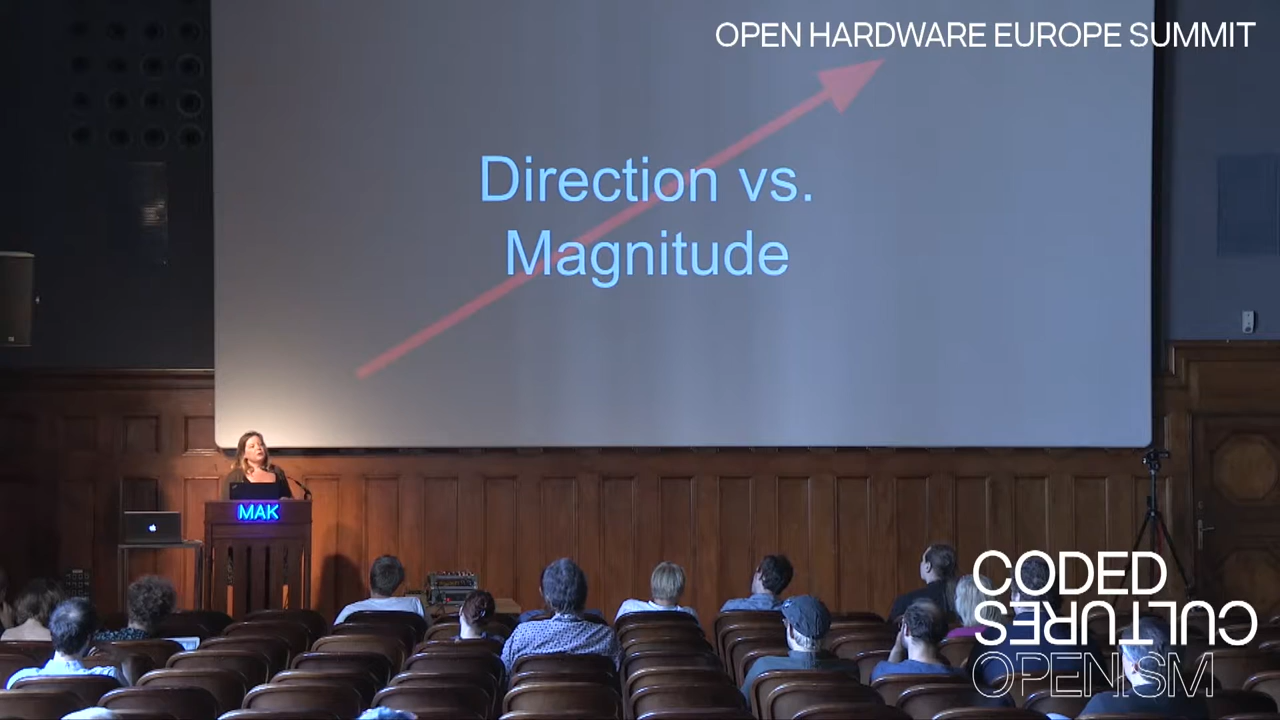 OPEN HARDWARE EUROPE SUMMIT
Direction vs.
Magnitude
MAK
CODED
CULTURES
OPENISM